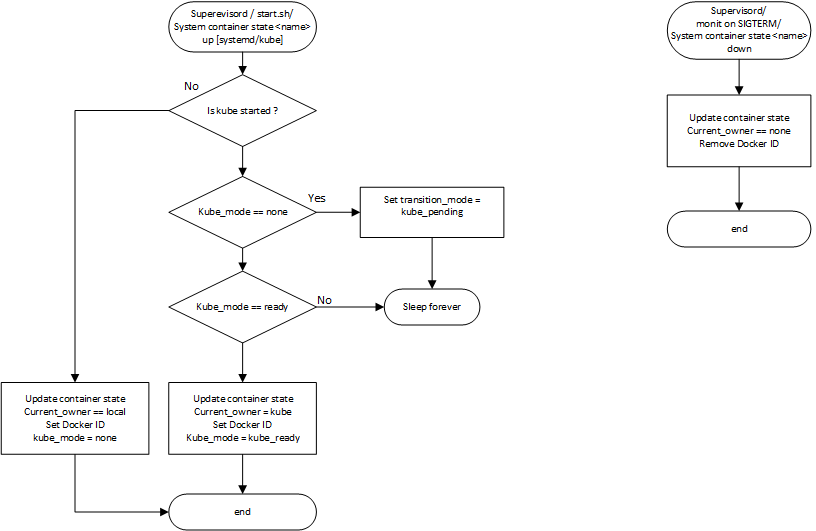 Superevisord / start.sh/
System container state <name>
up [systemd/kube]
No
Is kube started ?
Kube_mode == none
Yes
Set transition_mode =
kube_pending
Kube_mode == ready
No
Sleep forever
Update container state
Current_owner == local
Set Docker ID
kube_mode = none
Update container state
Current_owner = kube
Set Docker ID
Kube_mode = kube_ready
end
Supervisord/
monit on SIGTERM/
System container state <name>
down
Update container state
Current_owner == none
Remove Docker ID
end